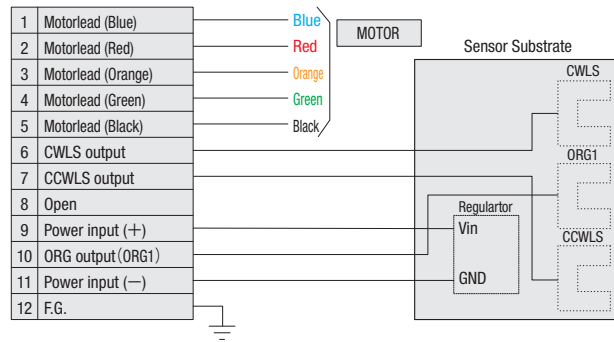 1 Motorlead (Blue) Blue
2 Motorlead (Red) Red
3 Motorlead (Orange) Orange
4 Motorlead (Green) Green
5 Motorlead (Black) Black
6 CWLS output
7 CCWLS output
8 Open
9 Power input (+)
10 ORG output (ORG1)
11 Power input (—)
12 F.G.
MOTOR
Sensor Substrate
CWLS
ORG1
CCWLS
Regulartor
Vin
GND